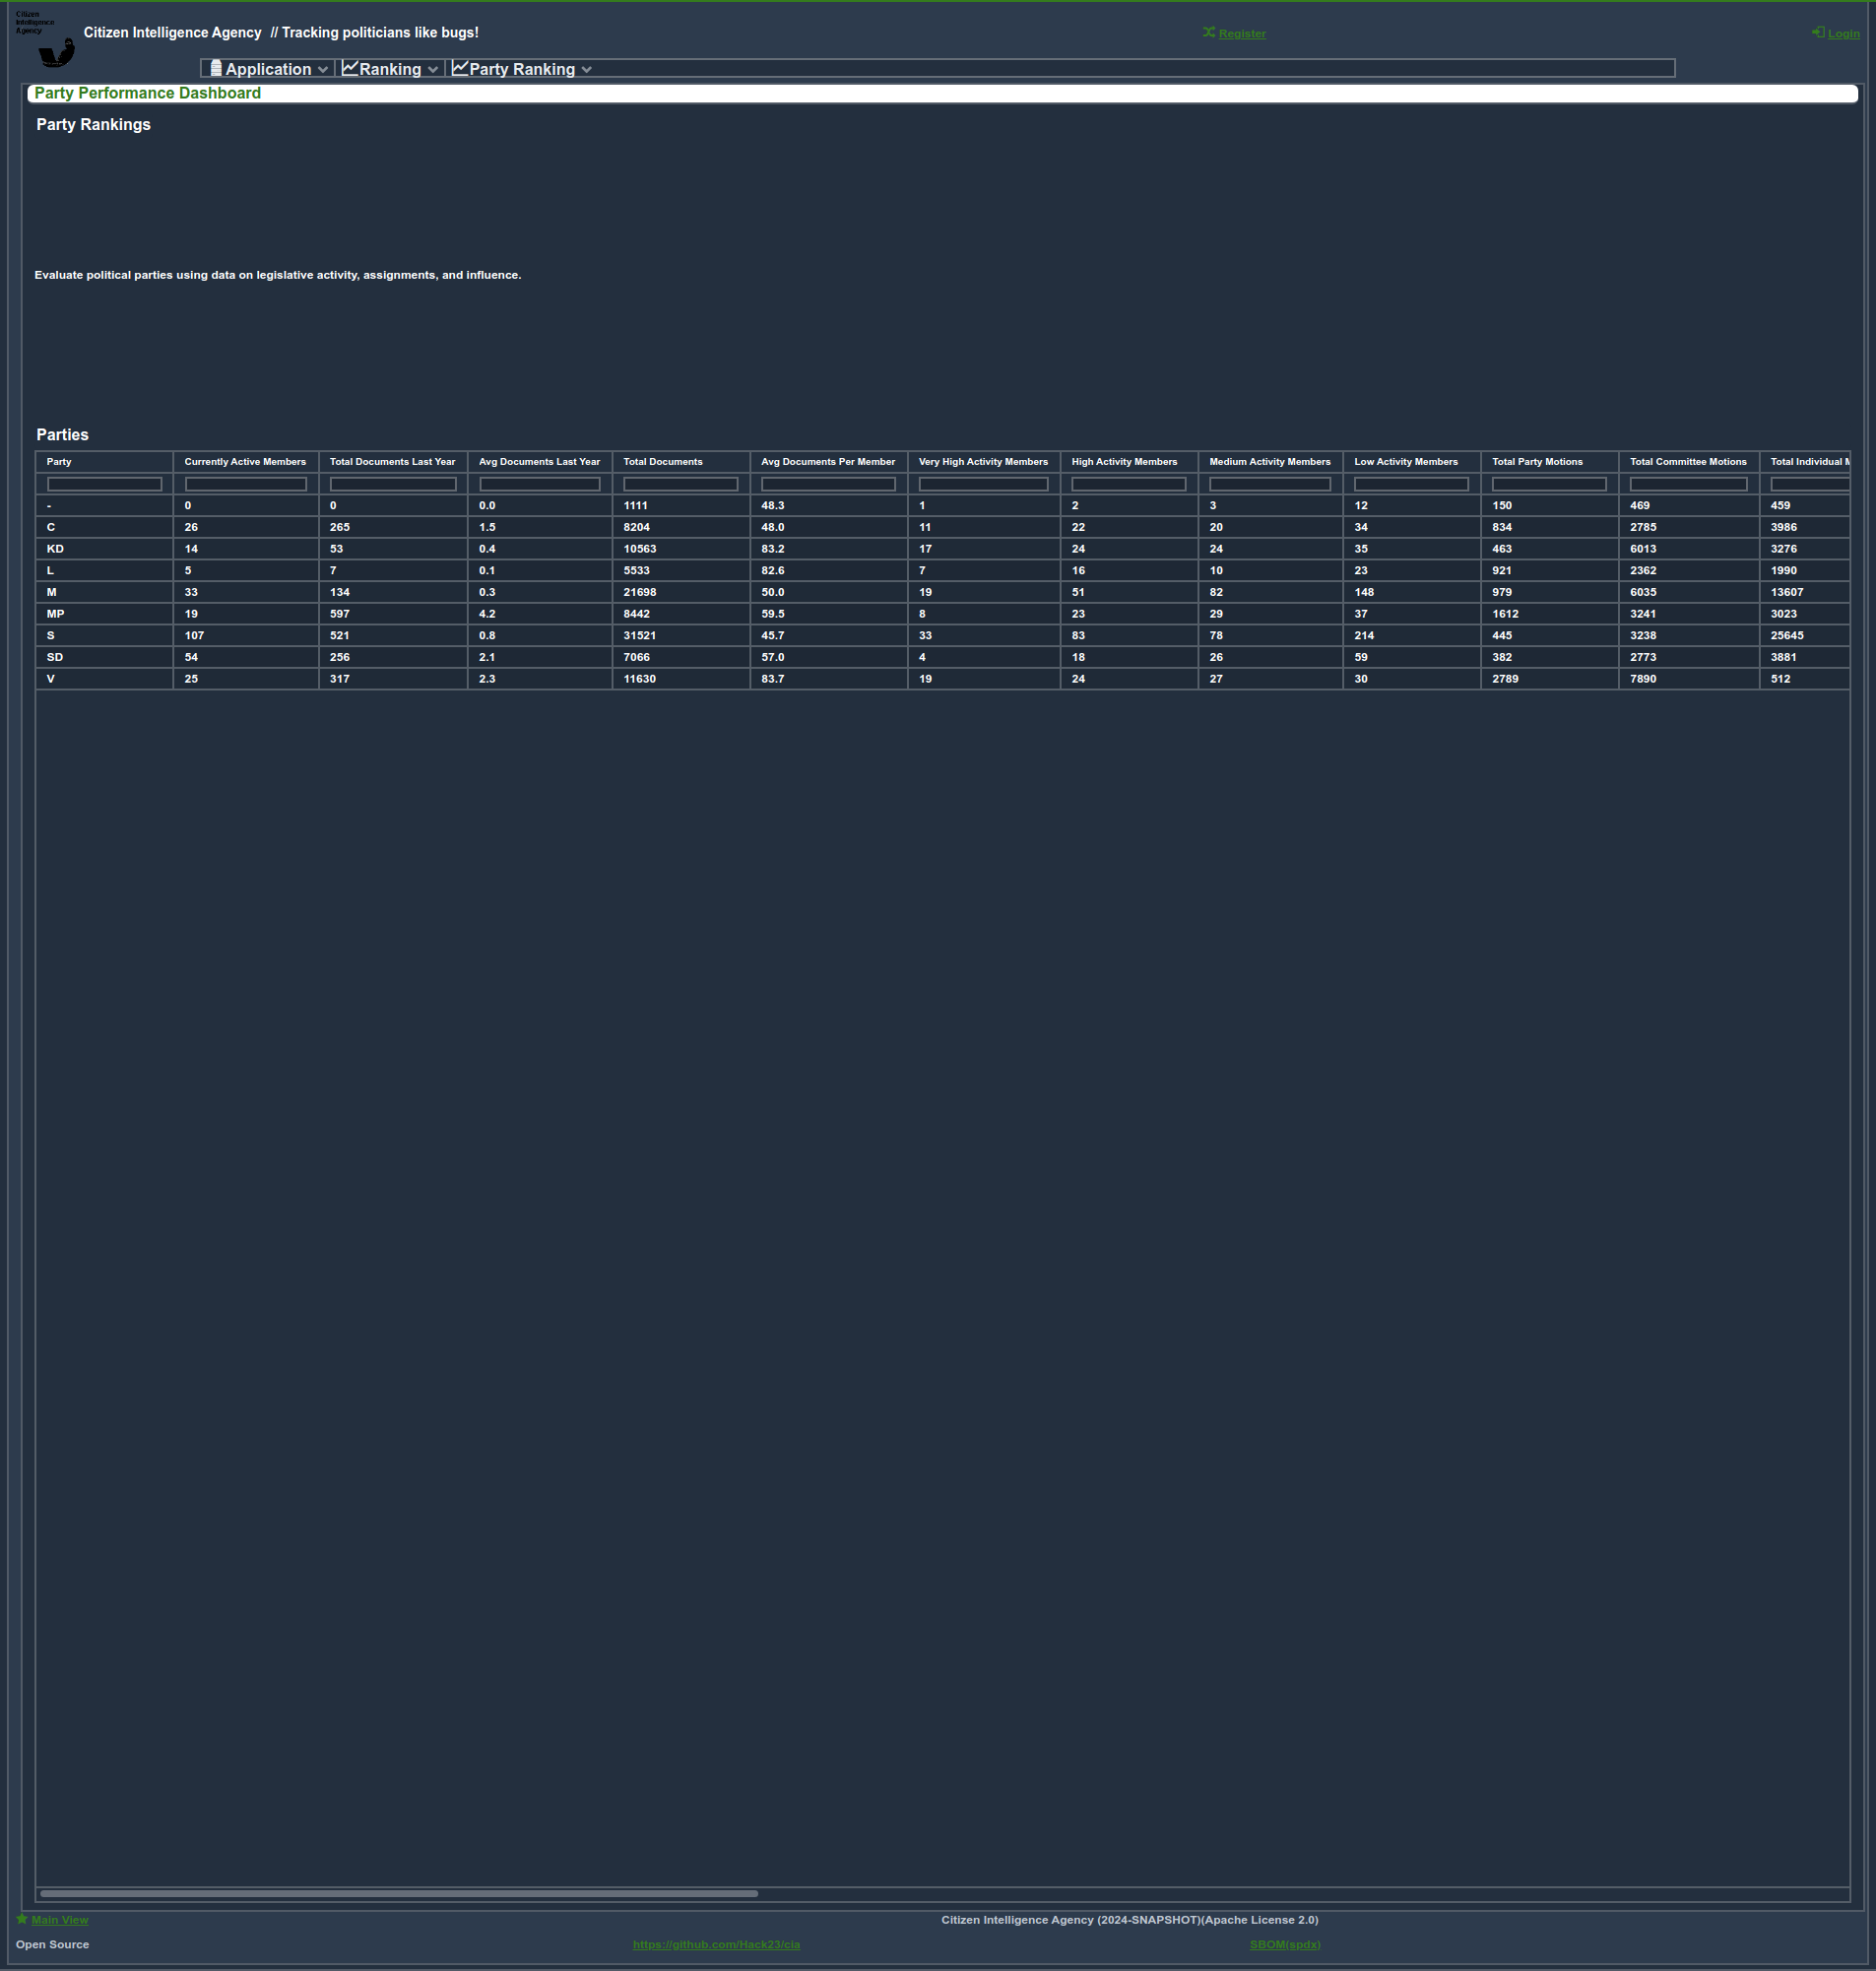 Citizen
Intelligence
Agency
Citizen Intelligence Agency // Tracking politicians like bugs!
Register
Login
Application Ranking Party Ranking
Party Performance Dashboard
Party Rankings
Evaluate political parties using data on legislative activity, assignments, and influence.
Parties
Party Currently Active Members Total Documents Last Year Avg Documents Last Year Total Documents Avg Documents Per Member Very High Activity Members High Activity Members Medium Activity Members Low Activity Members Total Party Motions Total Committee Motions Total Individual M
- 0 0 0.0 1111 48.3 1 2 3 12 150 469 459
C 26 265 1.5 8204 48.0 11 22 20 34 834 2785 3986
KD 14 53 0.4 10563 83.2 17 24 24 35 463 6013 3276
L 5 7 0.1 5533 82.6 7 16 10 23 921 2362 1990
M 33 134 0.3 21698 50.0 19 51 82 148 979 6035 13607
MP 19 597 4.2 8442 59.5 8 23 29 37 1612 3241 3023
S 107 521 0.8 31521 45.7 33 83 78 214 445 3238 25645
SD 54 256 2.1 7066 57.0 4 18 26 59 382 2773 3881
V 25 317 2.3 11630 83.7 19 24 27 30 2789 7890 512
Main View
Citizen Intelligence Agency (2024-SNAPSHOT)(Apache License 2.0)
Open Source
https://github.com/Hack23/cia
SBOM(spdx)